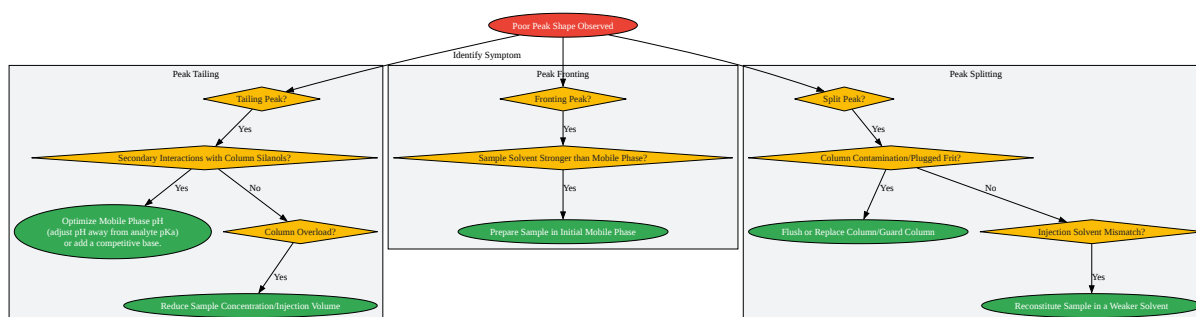 Poor Peak Shape Observed
Identify Symptom
Peak Tailing
Peak Fronting
Peak Splitting
Tailing Peak?
Fronting Peak?
Split Peak?
Yes
Yes
Yes
Secondary Interactions with Column Silanols?
Sample Solvent Stronger than Mobile Phase?
Column Contamination/Plugged Frit?
Yes
No
Yes
Yes
No
Optimize Mobile Phase pH
(adjust pH away from analyte pKa)
or add a competitive base.
Column Overload?
Prepare Sample in Initial Mobile Phase
Flush or Replace Column/Guard Column
Injection Solvent Mismatch?
Yes
Yes
Reduce Sample Concentration/Injection Volume
Reconstitute Sample in a Weaker Solvent